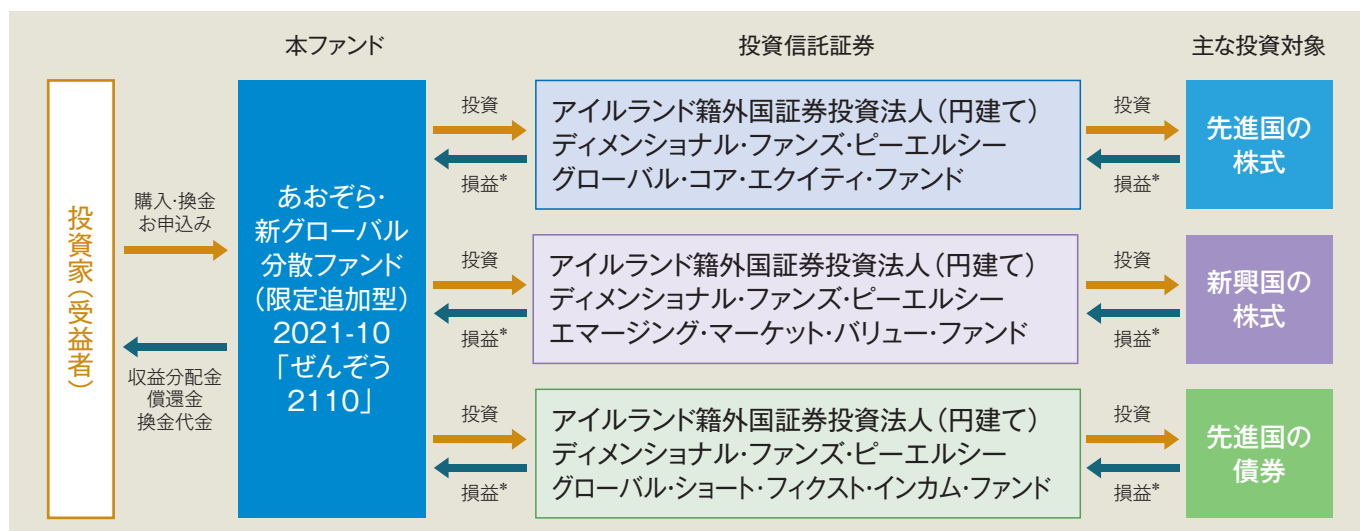 本ファンド
投資信託証券
主な投資対象
投資家(受益者)
購入・換金
お申込み
収益分配金
償還金
換金代金
あおぞら・
新グローバル
分散ファンド
(限定追加型)
2021-10
「ぜんぞう
2110」
投資
損益*
アイルランド籍外国証券投資法人(円建て)
ディメンショナル・ファンズ・ピーエルシー
グローバル・コア・エクイティ・ファンド
投資
損益*
先進国の
株式
投資
損益*
アイルランド籍外国証券投資法人(円建て)
ディメンショナル・ファンズ・ピーエルシー
エマージング・マーケット・バリュー・ファンド
投資
損益*
新興国の
株式
投資
損益*
アイルランド籍外国証券投資法人(円建て)
ディメンショナル・ファンズ・ピーエルシー
グローバル・ショート・フィクスト・インカム・ファンド
投資
損益*
先進国の
債券